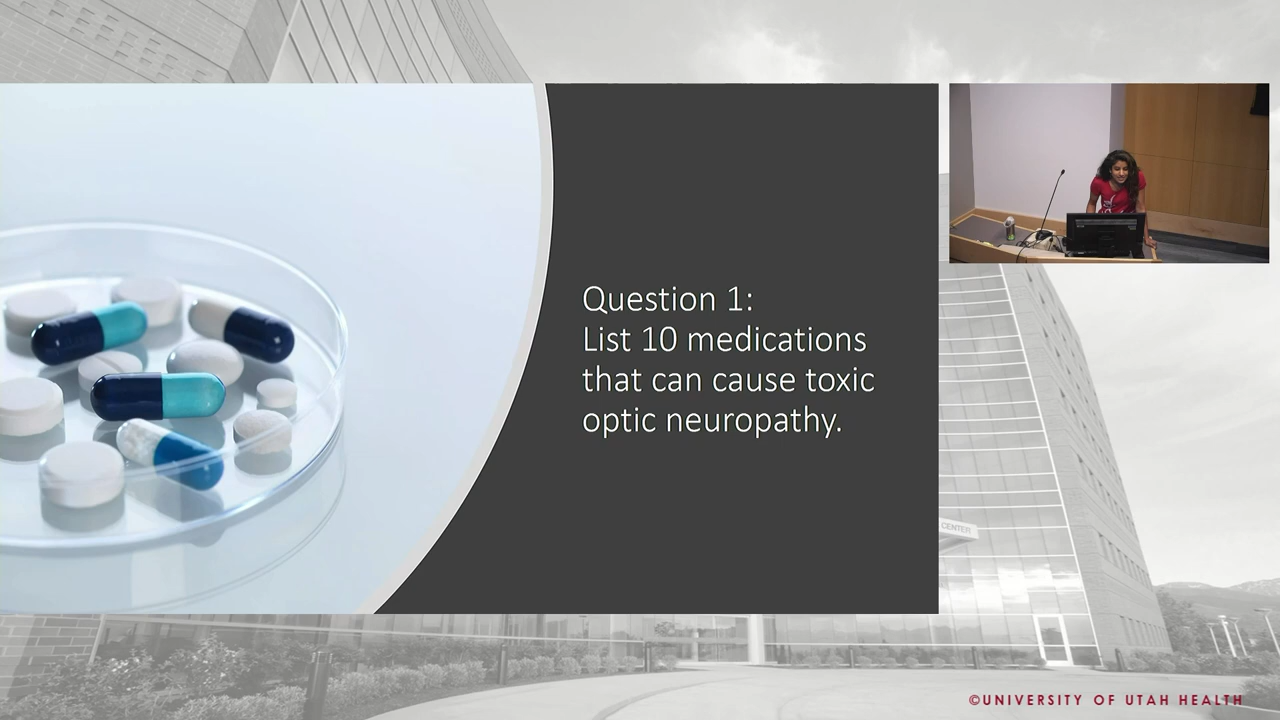 Question 1:
List 10 medications
that can cause toxic
optic neuropathy.
CENTER
©UNIVERSITY OF UTAH HEALTH